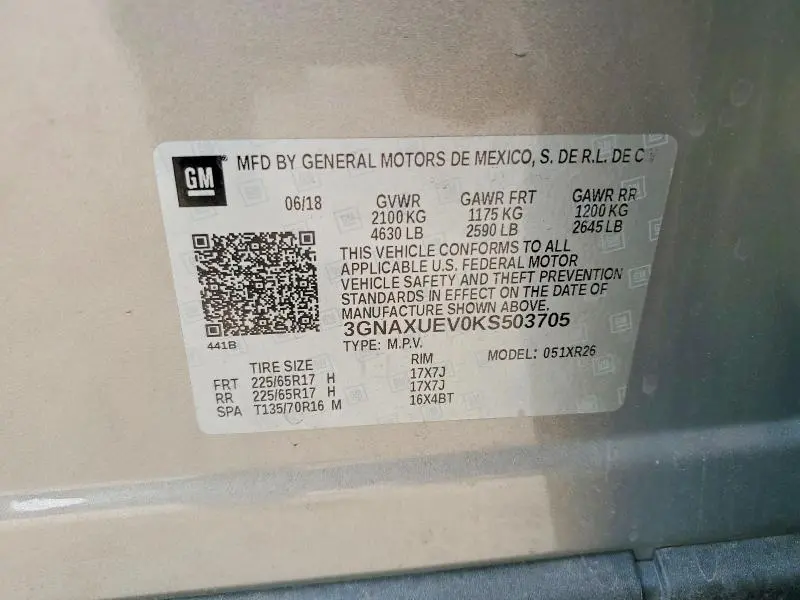 GM
MFD BY GENERAL MOTORS DE MEXICO, S. DE R.L. DE C
06/18
GVWR GAWR FRT GAWR RR
2100 KG 1175 KG 1200 KG
4630 LB 2590 LB 2645 LB
THIS VEHICLE CONFORMS TO ALL
APPLICABLE U.S. FEDERAL MOTOR
VEHICLE SAFETY AND THEFT PREVENTION
STANDARDS IN EFFECT ON THE DATE OF
MANUFACTURE SHOWN ABOVE.
3GNAXUEV0KS503705
441B
TYPE: M.P.V. MODEL: 051XR26
TIRE SIZE RIM
FRT 225/65R17 H 17X7J
RR 225/65R17 H 17X7J
SPA T135/70R16 M 16X4BT